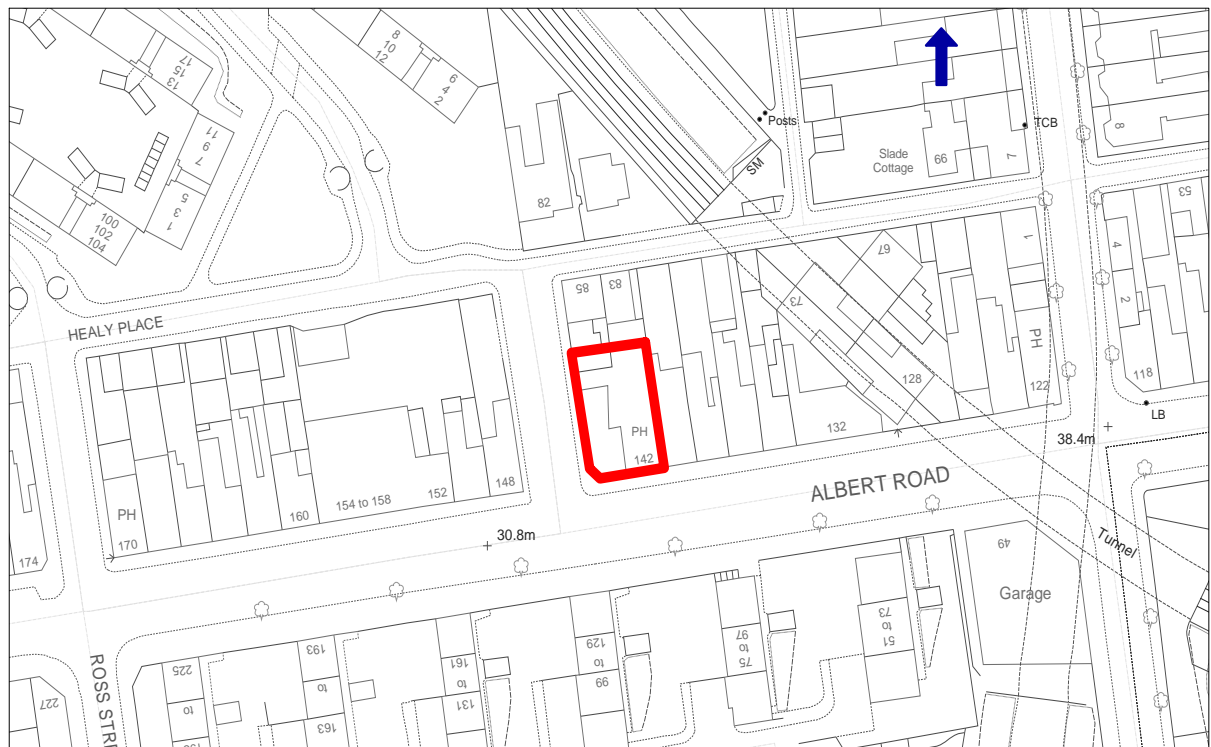 17
15
13
8
10
12
6
4
2
11
9
7
5
3
1
100
102
104
82
Posts
SM
TCB
Slade
Cottage
66
7
8
53
4
2
118
LB
HEALY PLACE
85
83
73
67
1
PH
122
128
132
PH
142
38.4m
ALBERT ROAD
148
152
154 to 158
160
PH
170
174
30.8m
Tunnel
49
Garage
ROSS STR
227
225
to
193
to
163
161
to
131
129
to
99
97
to
75
73
to
51